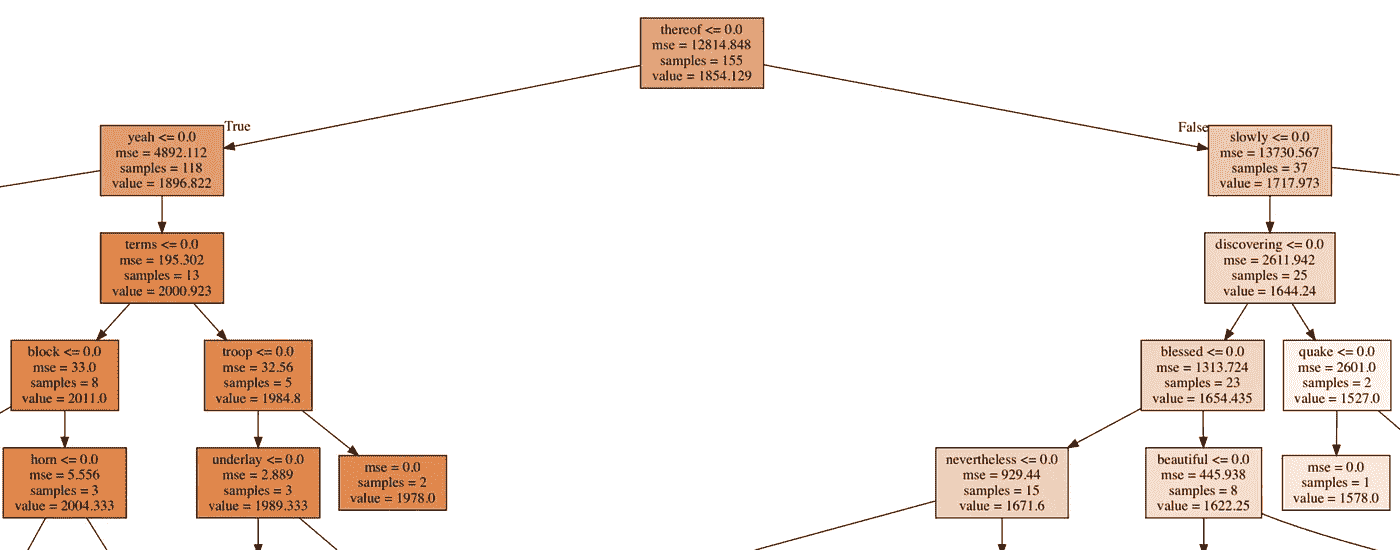 thereof <= 0.0
mse = 12814.848
samples = 155
value = 1854.129
True
False
yeah <= 0.0
mse = 4892.112
samples = 118
value = 1896.822
slowly <= 0.0
mse = 13730.567
samples = 37
value = 1717.973
terms <= 0.0
mse = 195.302
samples = 13
value = 2000.923
discovering <= 0.0
mse = 2611.942
samples = 25
value = 1644.24
block <= 0.0
mse = 33.0
samples = 8
value = 2011.0
troop <= 0.0
mse = 32.56
samples = 5
value = 1984.8
blessed <= 0.0
mse = 1313.724
samples = 23
value = 1654.435
quake <= 0.0
mse = 2601.0
samples = 2
value = 1527.0
horn <= 0.0
mse = 5.556
samples = 3
value = 2004.333
underlay <= 0.0
mse = 2.889
samples = 3
value = 1989.333
mse = 0.0
samples = 2
value = 1978.0
nevertheless <= 0.0
mse = 929.44
samples = 15
value = 1671.6
beautiful <= 0.0
mse = 445.938
samples = 8
value = 1622.25
mse = 0.0
samples = 1
value = 1578.0